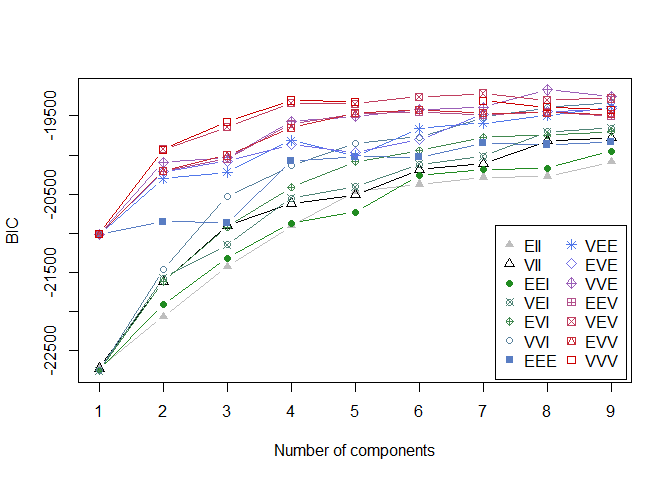 BIC
-19500
-20500
-21500
-22500
1 2 3 4 5 6 7 8 9
Number of components
EII VEE
VII EVE
EEI VVE
VEI EEV
EVI VEV
VVI EVV
EEE VVV